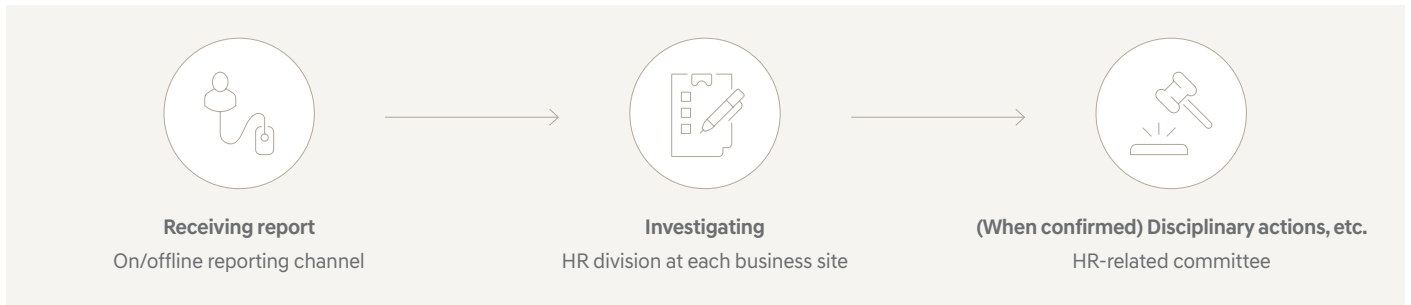 Receiving report
On/offline reporting channel
Investigating
HR division at each business site
(When confirmed) Disciplinary actions, etc.
HR-related committee